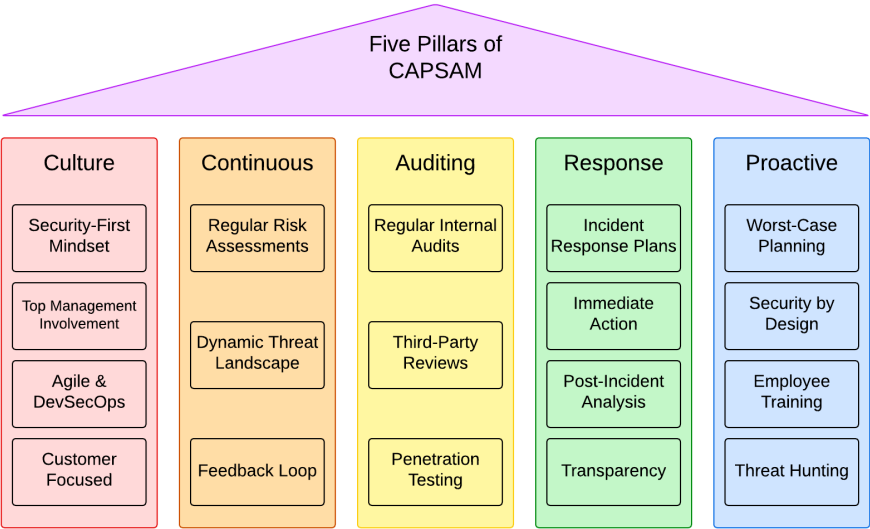 Five Pillars of
CAPSAM
Culture
Security-First
Mindset
Top Management
Involvement
Agile &
DevSecOps
Customer
Focused
Continuous
Regular Risk
Assessments
Dynamic Threat
Landscape
Feedback Loop
Auditing
Regular Internal
Audits
Third-Party
Reviews
Penetration
Testing
Response
Incident
Response Plans
Immediate
Action
Post-Incident
Analysis
Transparency
Proactive
Worst-Case
Planning
Security by
Design
Employee
Training
Threat Hunting